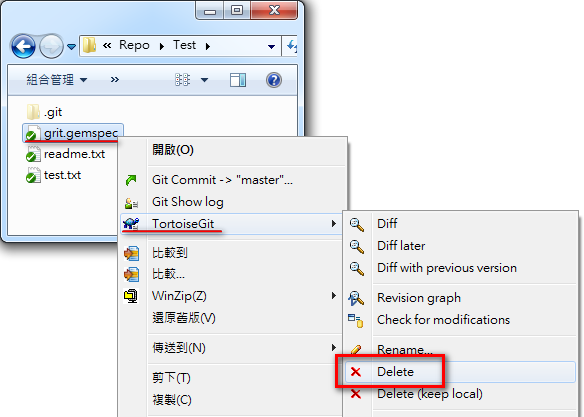 « Repo ▸ Test ▸
組合管理 ▾ »
.git
grit.gemspec
readme.txt
test.txt
開啟(O)
Git Commit -> "master"...
Git Show log
TortoiseGit
比較到
比較...
WinZip(Z)
還原舊版(V)
傳送到(N)
剪下(T)
複製(C)
Diff
Diff later
Diff with previous version
Revision graph
Check for modifications
Rename...
Delete
Delete (keep local)